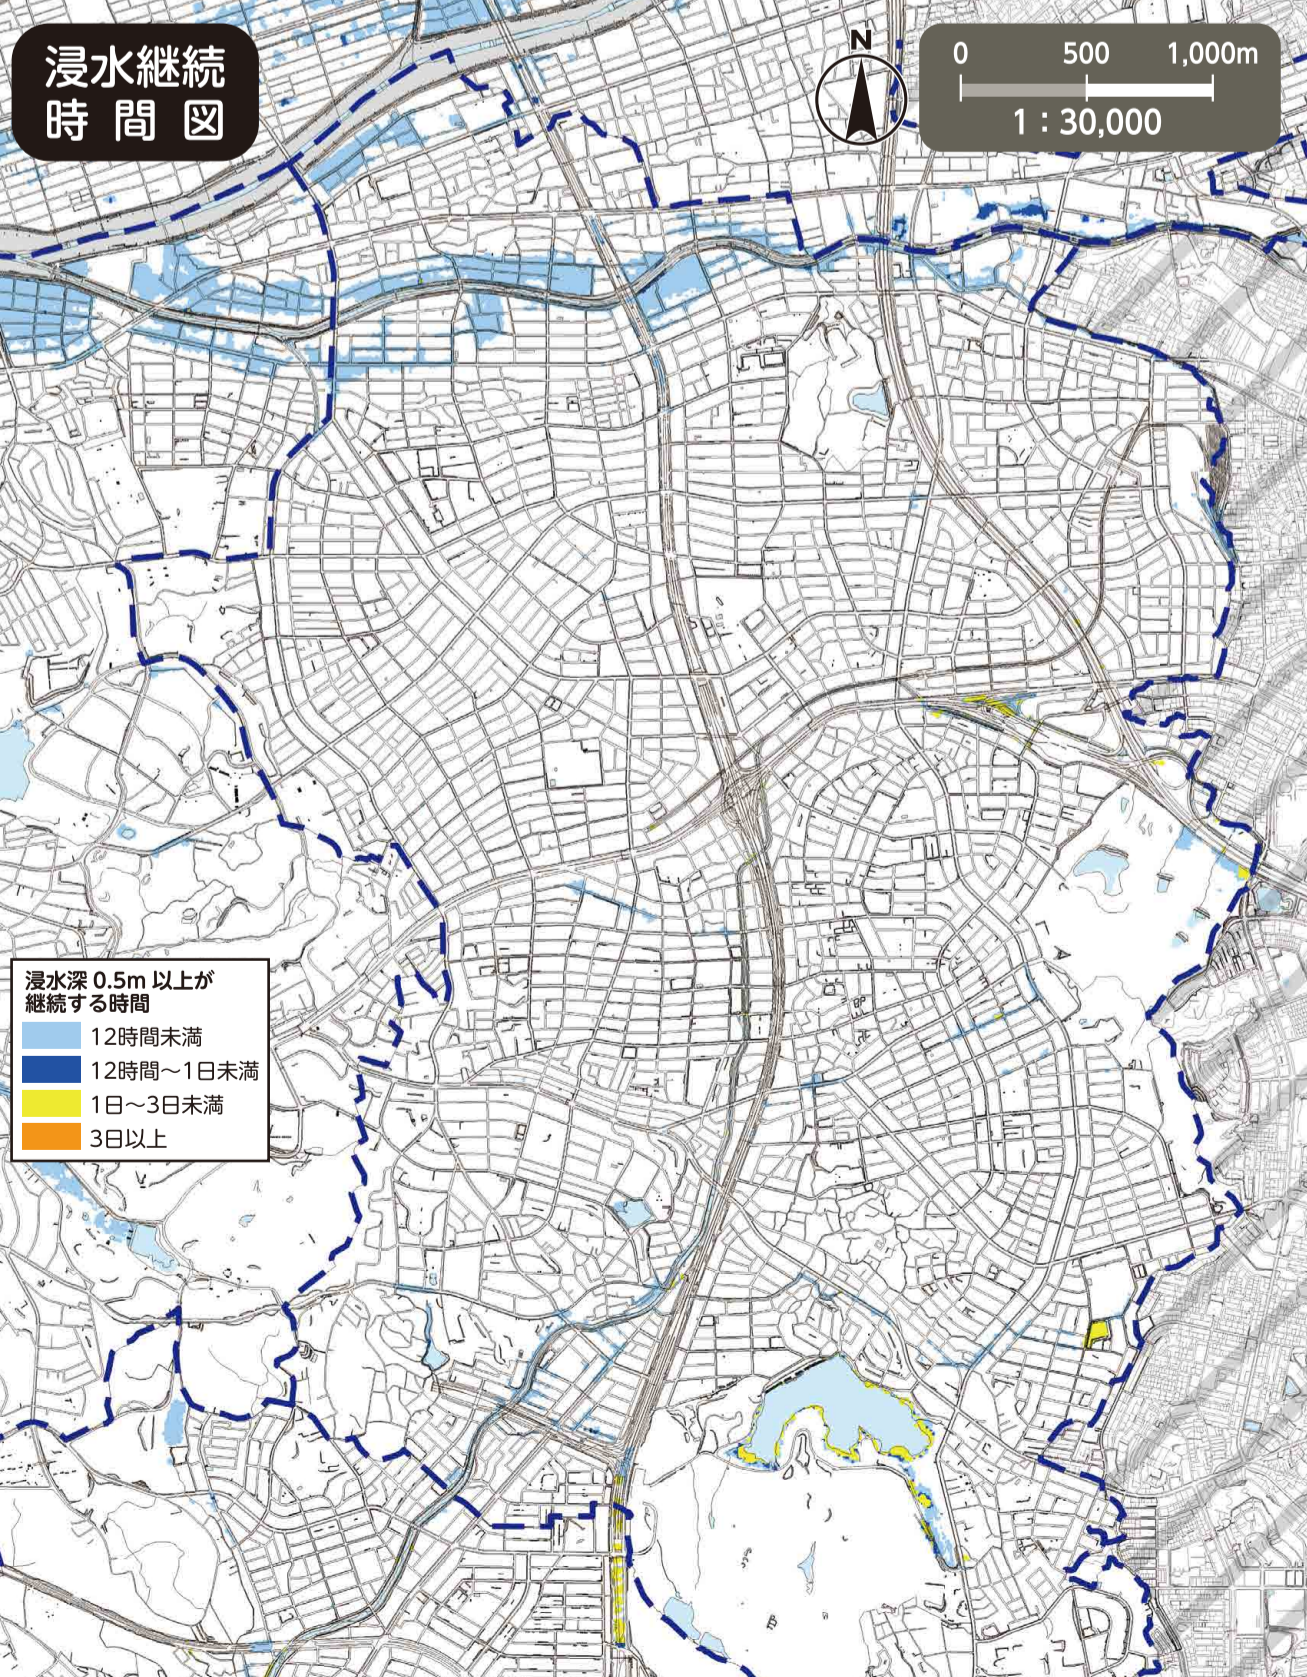 浸水継続
時間図
N
0 500 1,000m
1：30,000
浸水深 0.5m 以上が
継続する時間
12時間未満
12時間～1日未満
1日～3日未満
3日以上